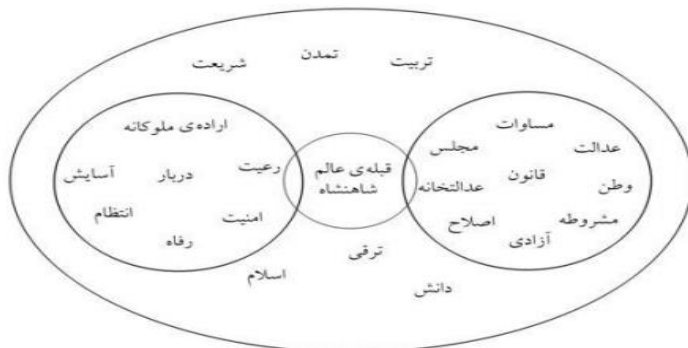 تربیت
تمدن
شریعت
مساوات
عدالت
مجلس
قانون
وطن
عدالتخانه
مشروطه
اصلاح
آزادی
قبله‌ی عالم
شاهنشاه
اراده‌ی ملوکانه
رعیت
دربار
آسایش
امنیت
انتظام
رفاه
ترقی
اسلام
دانش